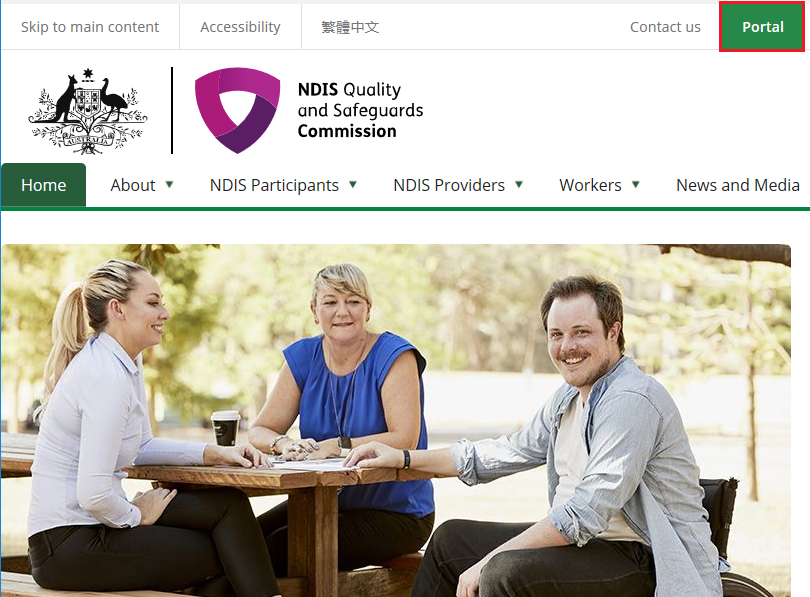 Skip to main content
Accessibility
繁體中文
Contact us
Portal
AUSTRALIA
NDIS Quality
and Safeguards
Commission
Home
About
NDIS Participants
NDIS Providers
Workers
News and Media